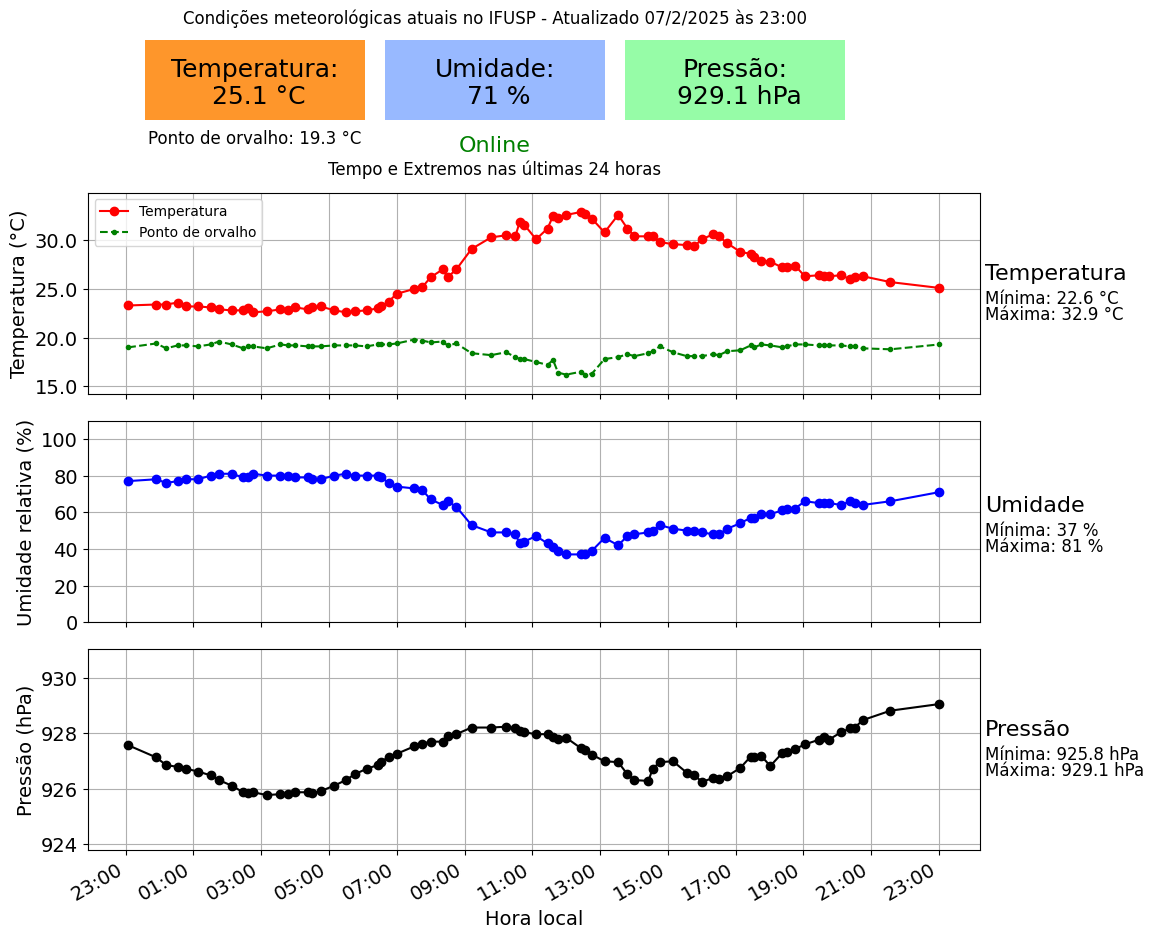 Condições meteorológicas atuais no IFUSP - Atualizado 07/2/2025 às 23:00
Temperatura:
25.1 °C
Umidade:
71 %
Pressão:
929.1 hPa
Ponto de orvalho: 19.3 °C
Online
Tempo e Extremos nas últimas 24 horas
Temperatura (°C)
30.0
25.0
20.0
15.0
Temperatura
Ponto de orvalho
Temperatura
Mínima: 22.6 °C
Máxima: 32.9 °C
Umidade relativa (%)
100
80
60
40
20
0
Umidade
Mínima: 37 %
Máxima: 81 %
Pressão (hPa)
930
928
926
924
Pressão
Mínima: 925.8 hPa
Máxima: 929.1 hPa
23:00
01:00
03:00
05:00
07:00
09:00
11:00
13:00
15:00
17:00
19:00
21:00
23:00
Hora local